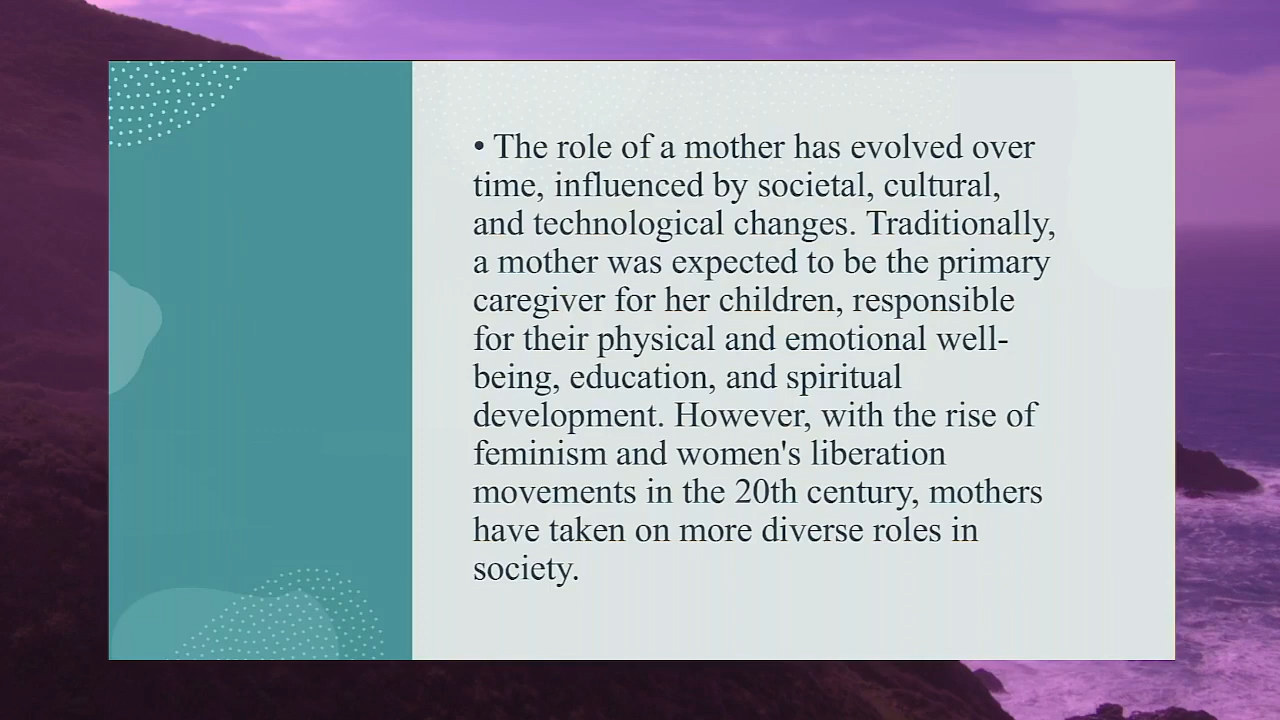 • The role of a mother has evolved over
time, influenced by societal, cultural,
and technological changes. Traditionally,
a mother was expected to be the primary
caregiver for her children, responsible
for their physical and emotional well-
being, education, and spiritual
development. However, with the rise of
feminism and women's liberation
movements in the 20th century, mothers
have taken on more diverse roles in
society.